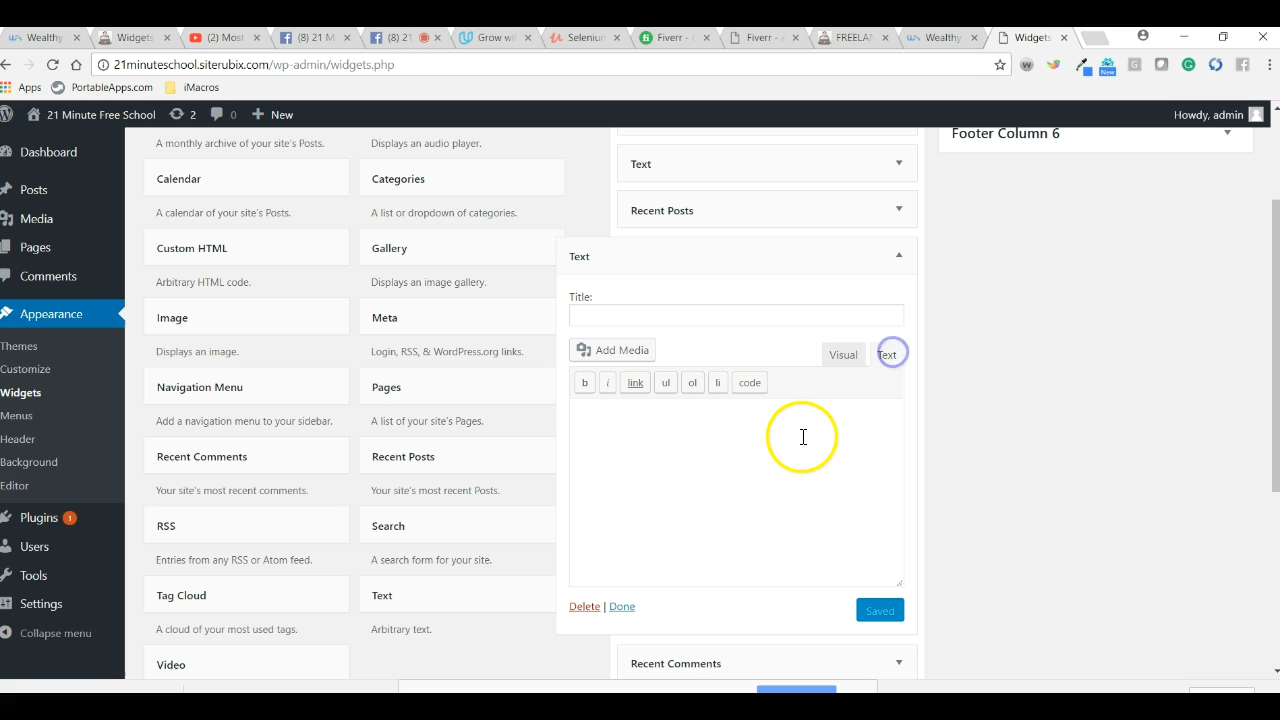 Wealthy
Widgets
(2) Most
(8) 21 M
(8) 21
Grow wi
Seleniu
Fiverr -
Fiverr -
FREELAN
Wealthy
Widgets
21minuteschool.siterubix.com/wp-admin/widgets.php
Apps PortableApps.com iMacros
New
21 Minute Free School 2 0 New Howdy, admin
Dashboard
Posts
Media
Pages
Comments
Appearance
Themes
Customize
Widgets
Menus
Header
Background
Editor
Plugins 1
Users
Tools
Settings
Collapse menu
A monthly archive of your site's Posts.
Displays an audio player.
Calendar
Categories
A calendar of your site's Posts.
A list or dropdown of categories.
Custom HTML
Gallery
Arbitrary HTML code.
Displays an image gallery.
Image
Meta
Displays an image.
Login, RSS, & WordPress.org links.
Navigation Menu
Pages
Add a navigation menu to your sidebar.
A list of your site's Pages.
Recent Comments
Recent Posts
Your site's most recent comments.
Your site's most recent Posts.
RSS
Search
Entries from any RSS or Atom feed.
A search form for your site.
Tag Cloud
Text
A cloud of your most used tags.
Arbitrary text.
Video
Text
Recent Posts
Text
Title:
Add Media
Visual Text
b i link ul ol li code
Delete | Done
Saved
Recent Comments
Footer Column 6